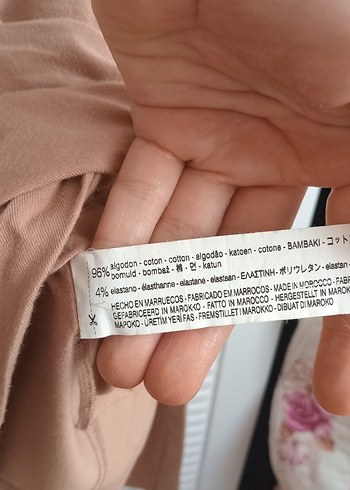 96% algodon - coton - cotton - algodão - katoen - cotone - BAMBAKI - コット
bomuld - bombaž - 棉 - 면 - katun
4% elastano - élasthanne - elastane - elastaan - ΕΛΑΣΤΙΝΗ - ポリウレタン - elastan
HECHO EN MARRUECOS - FABRICADO EM MARROCOS - MADE IN MOROCCO - FABR
GEFABRICEERD IN MAROKKO - FATTO IN MAROCCO - HERGESTELLT IN MAROK
MAPOKO - ÜRETİM YERİ FAS - FREMSTILLET I MAROKKO - DIBUAT DI MAROKO